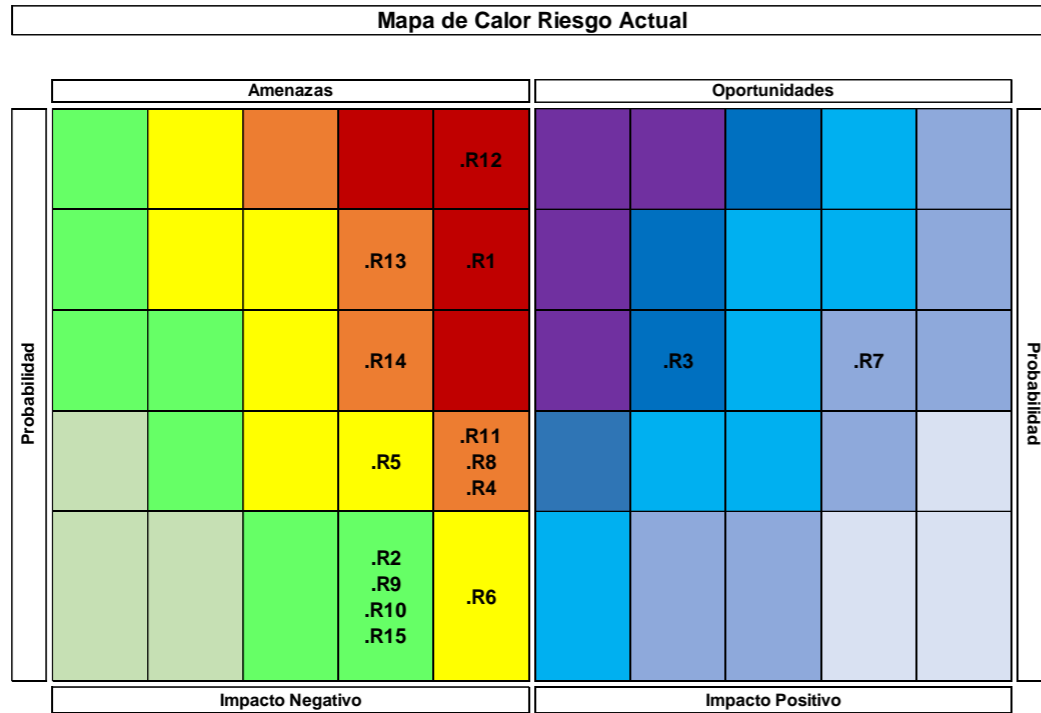 Mapa de Calor Riesgo Actual
Amenazas
Oportunidades
Probabilidad
Probabilidad
.R12
.R13
.R1
.R14
.R3
.R7
.R5
.R11
.R8
.R4
.R2
.R9
.R10
.R15
.R6
Impacto Negativo
Impacto Positivo